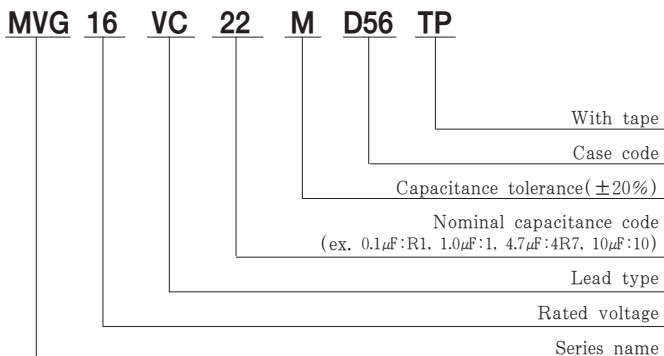 MVG 16 VC 22 M D56 TP
With tape
Case code
Capacitance tolerance(±20%)
Nominal capacitance code
(ex. 0.1μF:R1, 1.0μF:1, 4.7μF:4R7, 10μF:10)
Lead type
Rated voltage
Series name